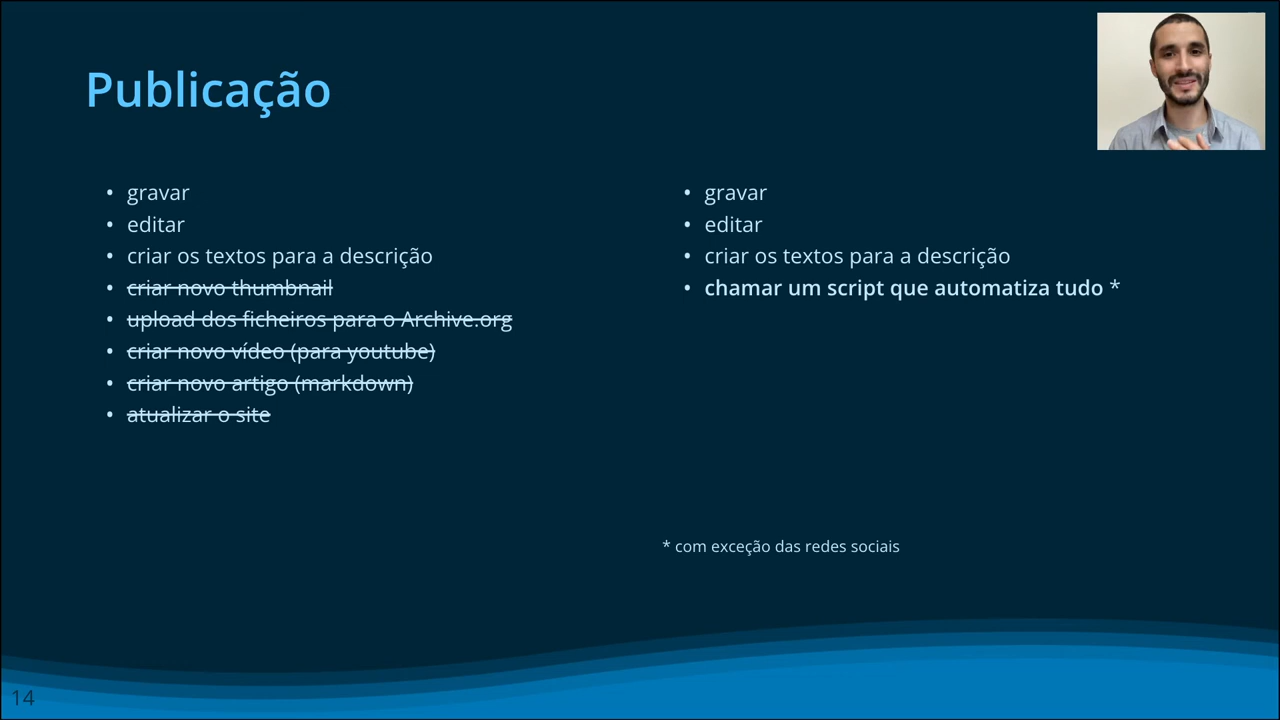 Publicação
gravar
editar
criar os textos para a descrição
criar novo thumbnail
upload dos ficheiros para o Archive.org
criar novo vídeo (para youtube)
criar novo artigo (markdown)
atualizar o site
gravar
editar
criar os textos para a descrição
chamar um script que automatiza tudo *
* com exceção das redes sociais
14